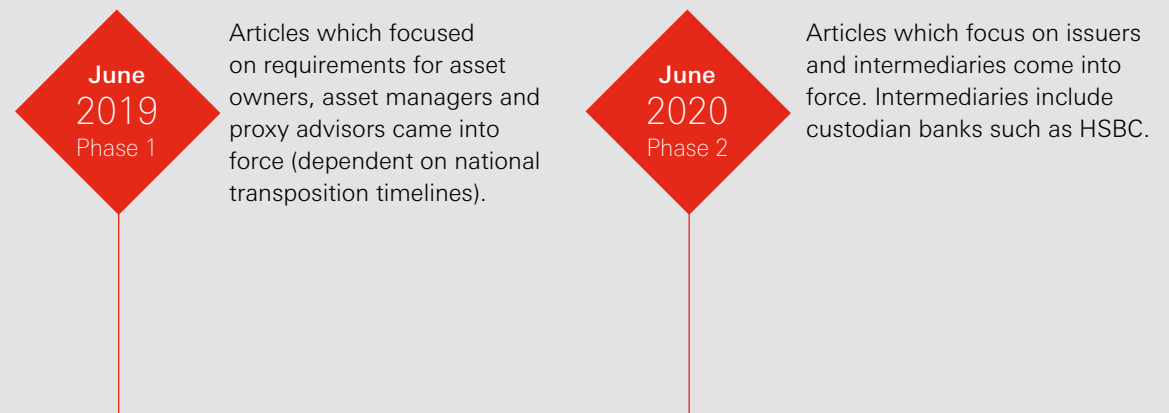 June
2019
Phase 1
Articles which focused
on requirements for asset
owners, asset managers and
proxy advisors came into
force (dependent on national
transposition timelines).
June
2020
Phase 2
Articles which focus on issuers
and intermediaries come into
force. Intermediaries include
custodian banks such as HSBC.